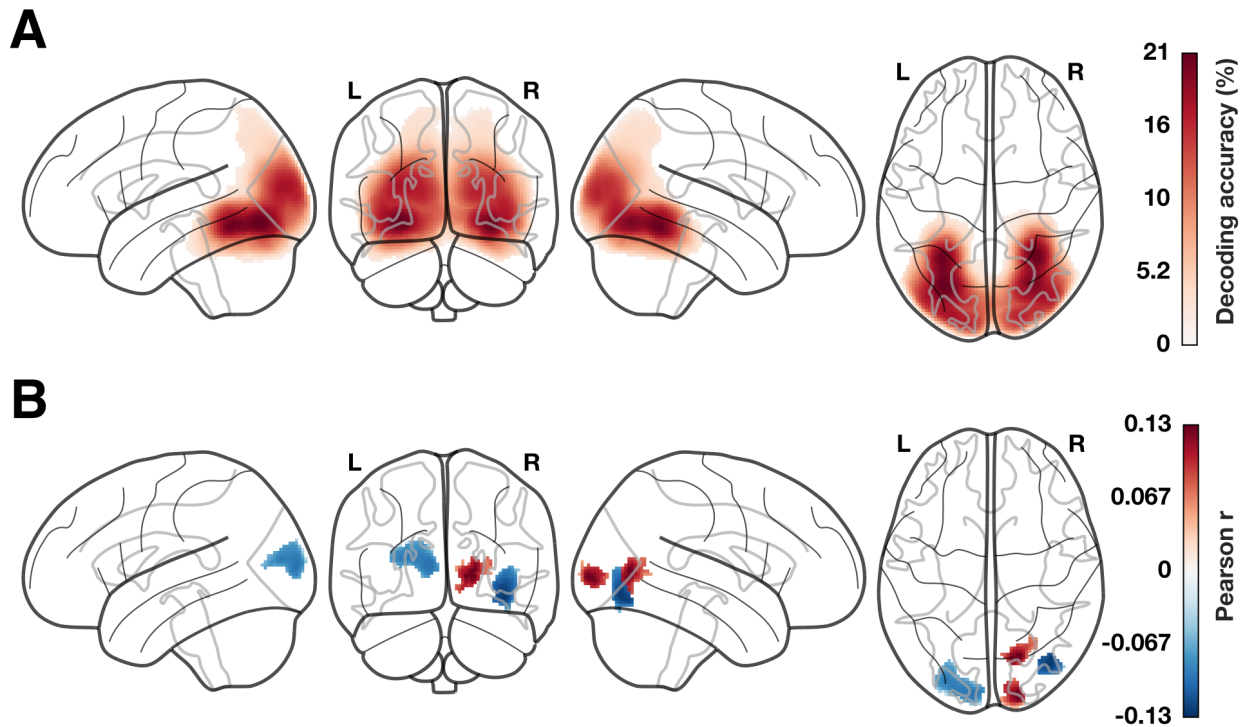 A
L R L R
21
16
10
5.2
0
Decoding accuracy (%)
B
L R L R
0.13
0.067
0
-0.067
-0.13
Pearson r